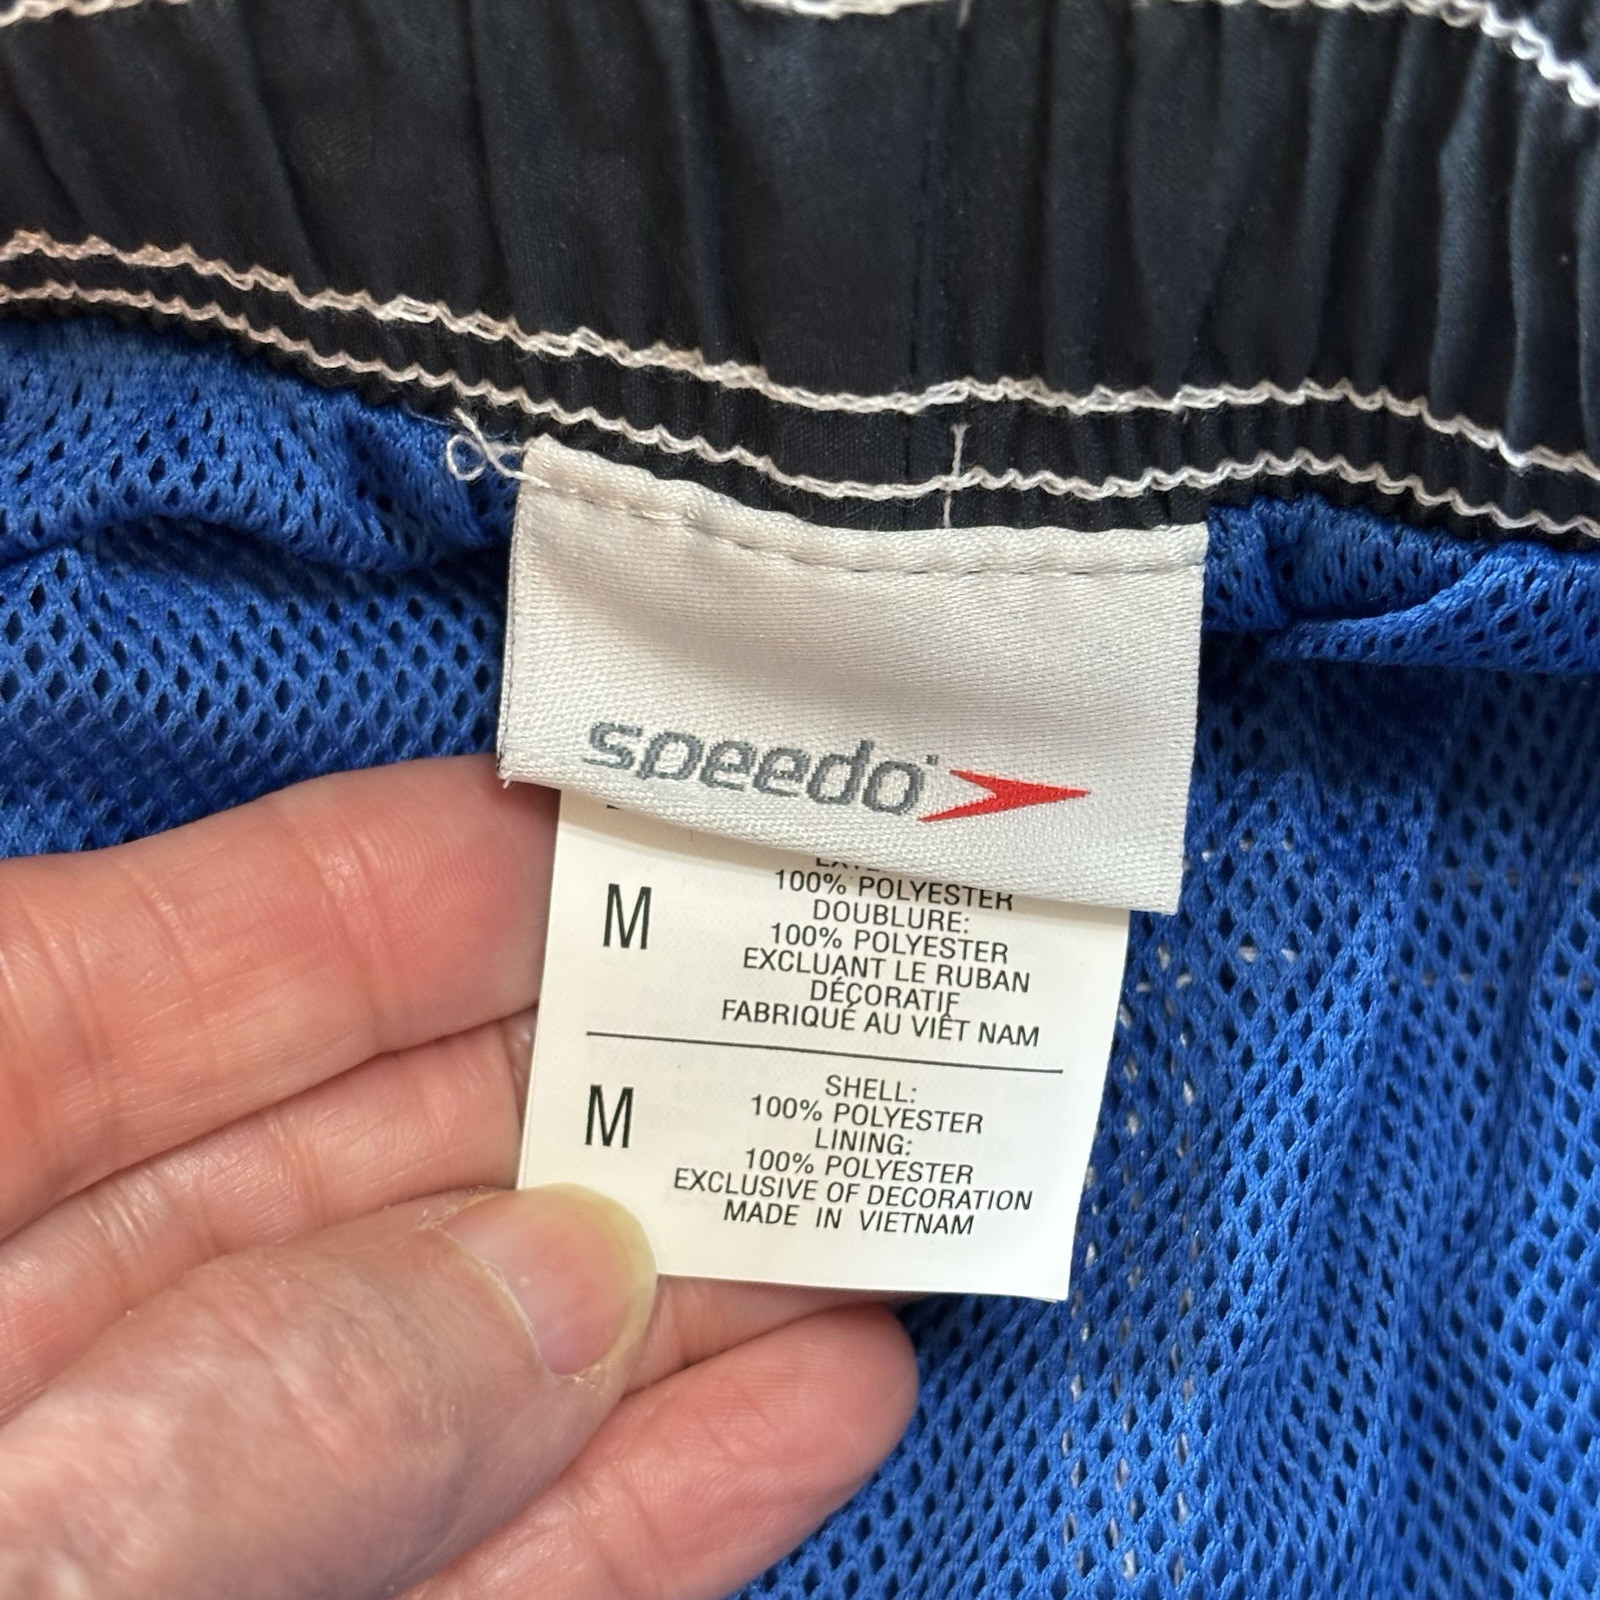 speedo
M
100% POLYESTER
DOUBLURE:
100% POLYESTER
EXCLUANT LE RUBAN
DÉCORATIF
FABRIQUÉ AU VIÊT NAM
M
SHELL:
100% POLYESTER
LINING:
100% POLYESTER
EXCLUSIVE OF DECORATION
MADE IN VIETNAM